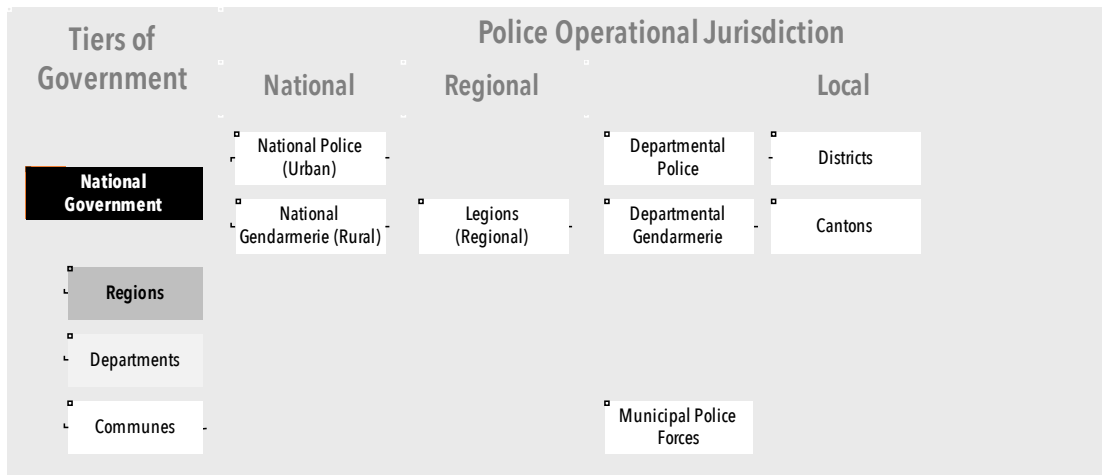 Tiers of
Government
Police Operational Jurisdiction
National
Regional
Local
National
Government
National Police
(Urban)
Departmental
Police
Districts
National
Gendarmerie (Rural)
Legions
(Regional)
Departmental
Gendarmerie
Cantons
Regions
Departments
Communes
Municipal Police
Forces